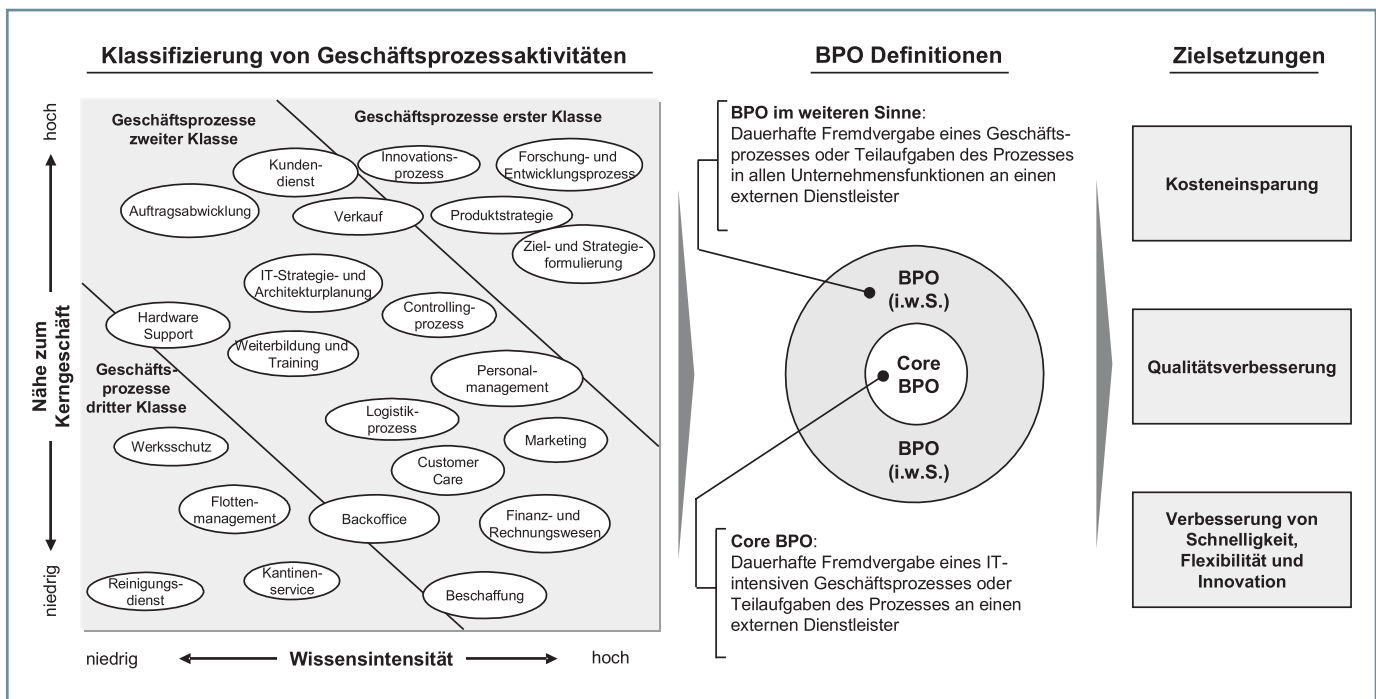 Klassifizierung von Geschäftsprozessaktivitäten
hoch
Nähe zum
Kerngeschäft
niedrig
Geschäftsprozesse
zweiter Klasse
Geschäftsprozesse erster Klasse
Kunden-
dienst
Innovations-
prozess
Forschung- und
Entwicklungsprozess
Auftragsabwicklung
Verkauf
Produktstrategie
Ziel- und Strategie-
formulierung
IT-Strategie- und
Architekturplanung
Controlling-
prozess
Hardware
Support
Weiterbildung und
Training
Geschäfts-
prozesse
dritter Klasse
Personal-
management
Logistik-
prozess
Marketing
Werksschutz
Customer
Care
Flotten-
management
Backoffice
Finanz- und
Rechnungswesen
Reinigungs-
dienst
Kantinen-
service
Beschaffung
niedrig
Wissensintensität
hoch
BPO Definitionen
BPO im weiteren Sinne:
Dauerhafte Fremdvergabe eines Geschäfts-
prozesses oder Teilaufgaben des Prozesses
in allen Unternehmensfunktionen an einen
externen Dienstleister
BPO
(i.w.S.)
Core
BPO
BPO
(i.w.S.)
Core BPO:
Dauerhafte Fremdvergabe eines IT-
intensiven Geschäftsprozesses oder
Teilaufgaben des Prozesses an einen
externen Dienstleister
Zielsetzungen
Kosteneinsparung
Qualitätsverbesserung
Verbesserung von
Schnelligkeit,
Flexibilität und
Innovation